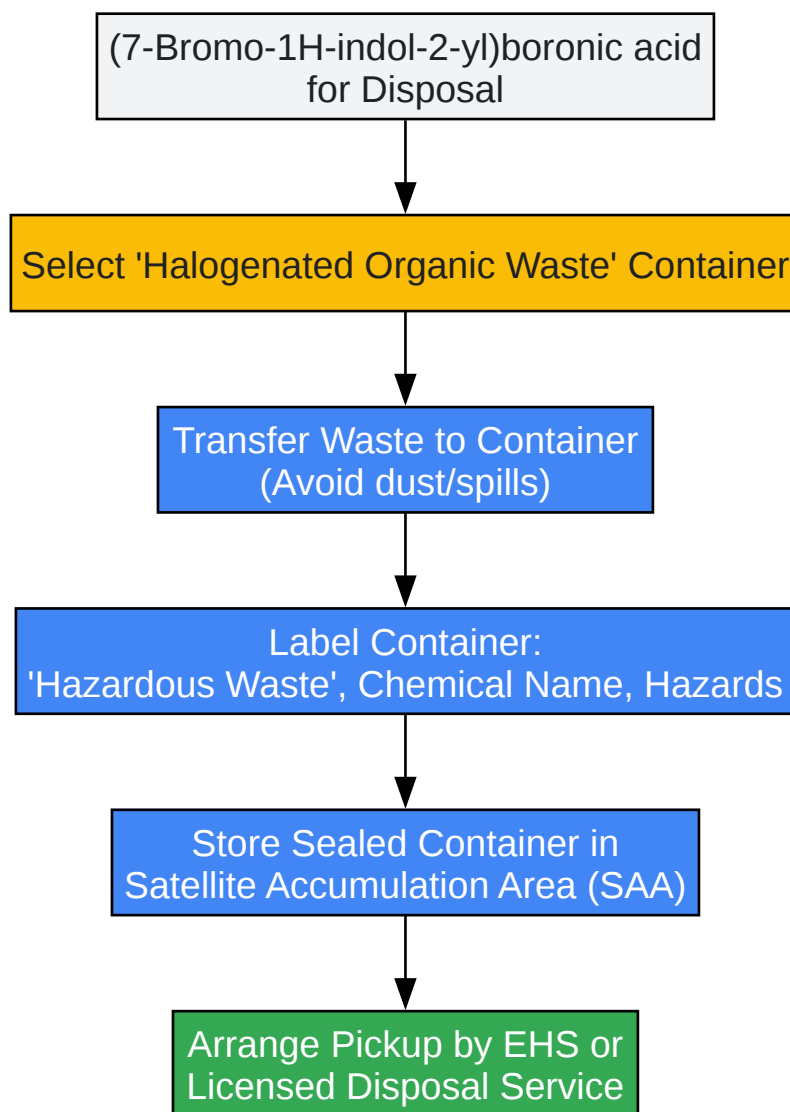 (7-Bromo-1H-indol-2-yl)boronic acid
for Disposal
Select 'Halogenated Organic Waste' Container
Transfer Waste to Container
(Avoid dust/spills)
Label Container:
'Hazardous Waste', Chemical Name, Hazards
Store Sealed Container in
Satellite Accumulation Area (SAA)
Arrange Pickup by EHS or
Licensed Disposal Service